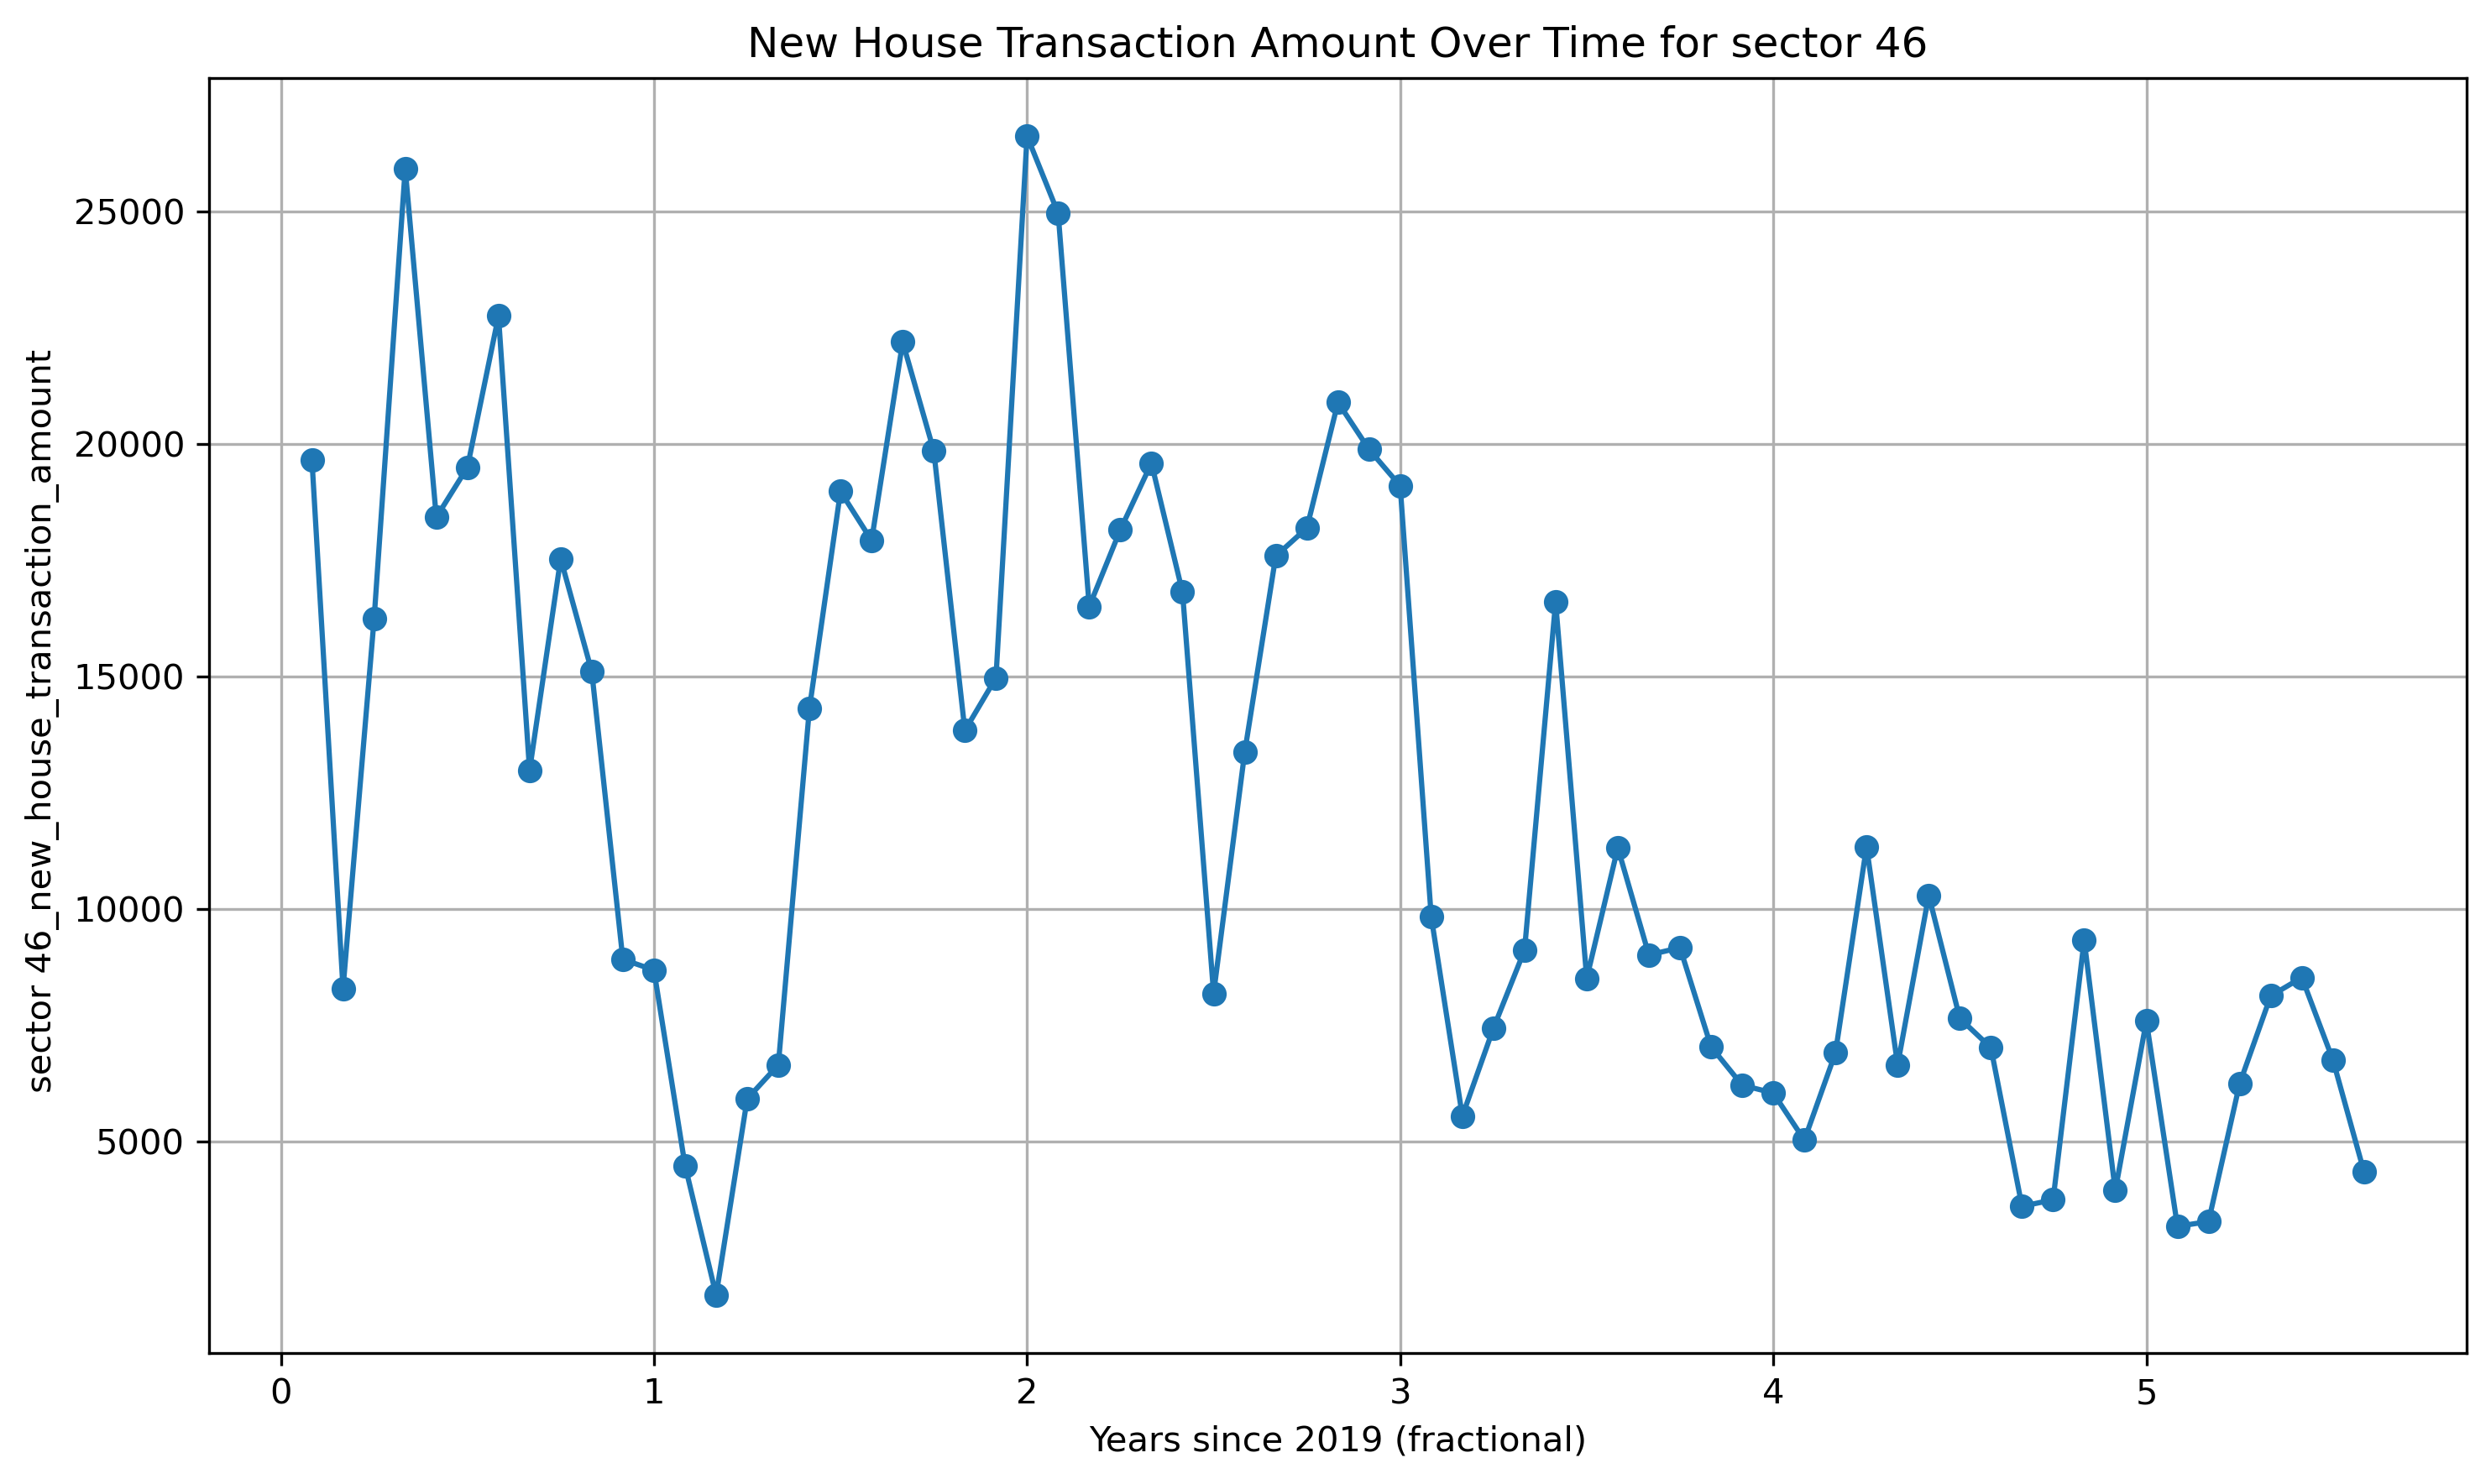 New House Transaction Amount Over Time for sector 46
sector 46_new_house_transaction_amount
25000
20000
15000
10000
5000
0 1 2 3 4 5
Years since 2019 (fractional)